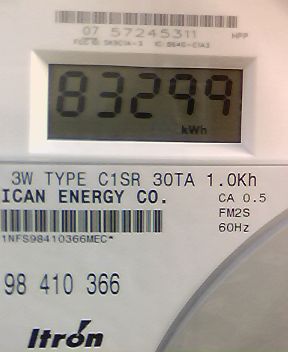 07 57245311 HPP
83299
kWh
3W TYPE C1SR 30TA 1.0Kh
ICAN ENERGY CO. CA 0.5
FM2S
60Hz
1NFS98410366MEC*
98 410 366
Itron